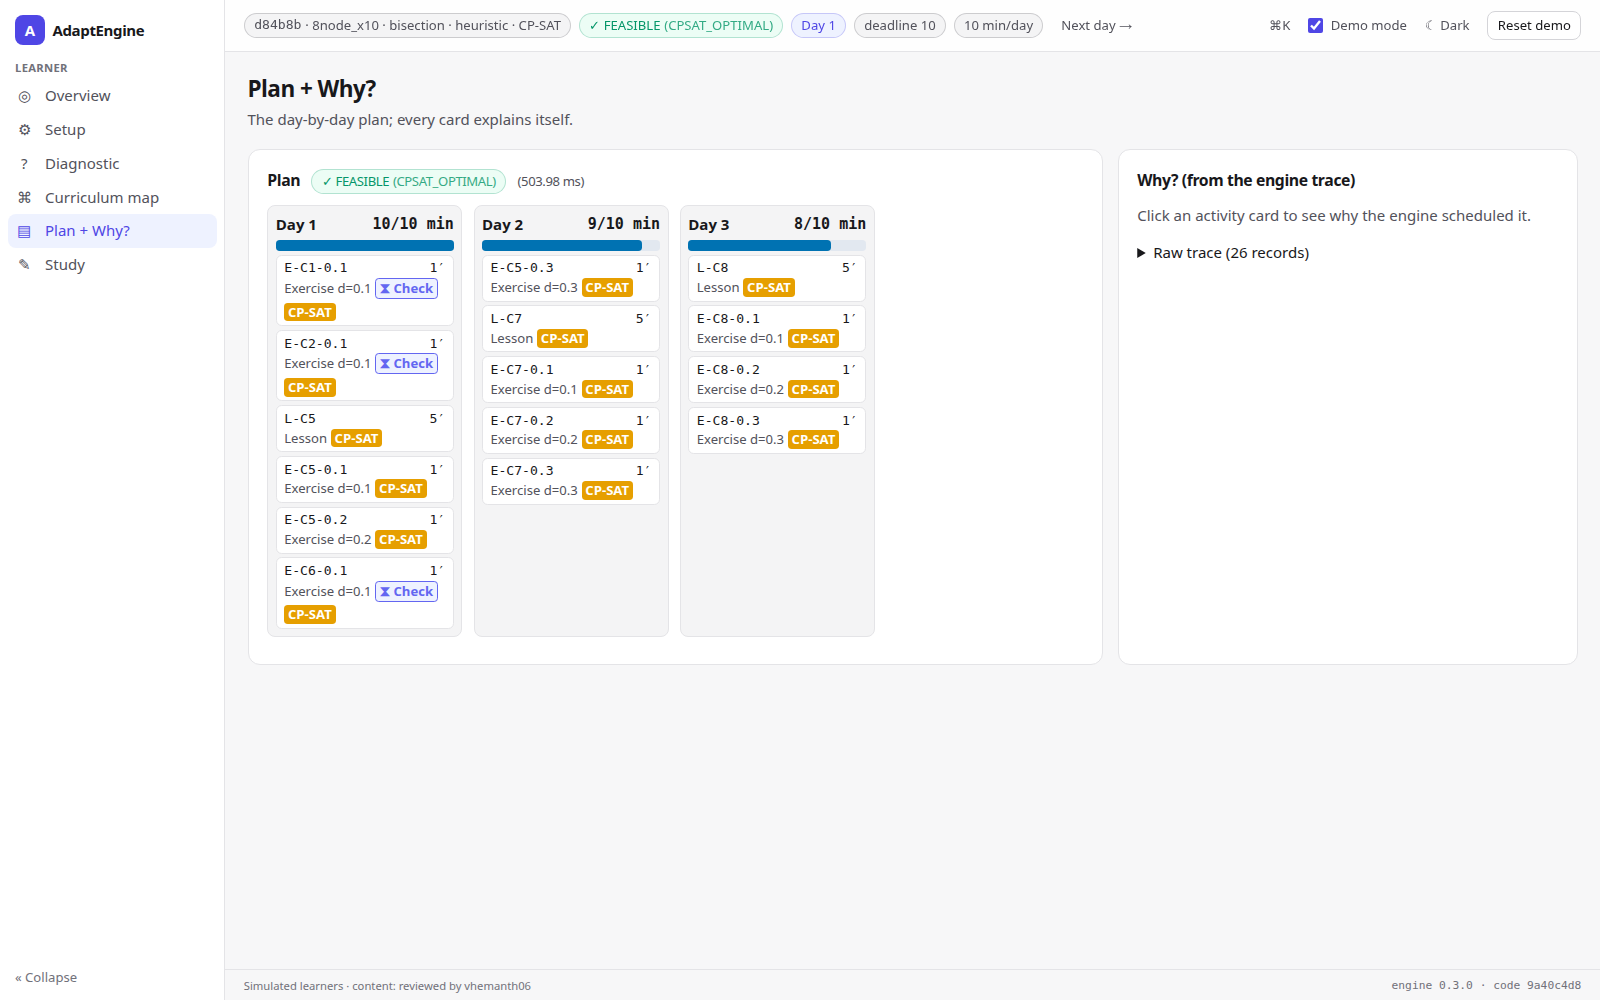 A AdaptEngine
LEARNER
◎ Overview
⚙ Setup
? Diagnostic
⌘ Curriculum map
▤ Plan + Why?
✎ Study
« Collapse
d84b8b · 8node_x10 · bisection · heuristic · CP-SAT ✓ FEASIBLE (CPSAT_OPTIMAL) Day 1 deadline 10 10 min/day Next day → ⌘K Demo mode ☾ Dark Reset demo
Plan + Why?
The day-by-day plan; every card explains itself.
Plan ✓ FEASIBLE (CPSAT_OPTIMAL) (503.98 ms)
Day 1 10/10 min
E-C1-0.1 1′
Exercise d=0.1 ⧗ Check
CP-SAT
E-C2-0.1 1′
Exercise d=0.1 ⧗ Check
CP-SAT
L-C5 5′
Lesson CP-SAT
E-C5-0.1 1′
Exercise d=0.1 CP-SAT
E-C5-0.2 1′
Exercise d=0.2 CP-SAT
E-C6-0.1 1′
Exercise d=0.1 ⧗ Check
CP-SAT
Day 2 9/10 min
E-C5-0.3 1′
Exercise d=0.3 CP-SAT
L-C7 5′
Lesson CP-SAT
E-C7-0.1 1′
Exercise d=0.1 CP-SAT
E-C7-0.2 1′
Exercise d=0.2 CP-SAT
E-C7-0.3 1′
Exercise d=0.3 CP-SAT
Day 3 8/10 min
L-C8 5′
Lesson CP-SAT
E-C8-0.1 1′
Exercise d=0.1 CP-SAT
E-C8-0.2 1′
Exercise d=0.2 CP-SAT
E-C8-0.3 1′
Exercise d=0.3 CP-SAT
Why? (from the engine trace)
Click an activity card to see why the engine scheduled it.
▶ Raw trace (26 records)
Simulated learners · content: reviewed by vhemanth06
engine 0.3.0 · code 9a40c4d8